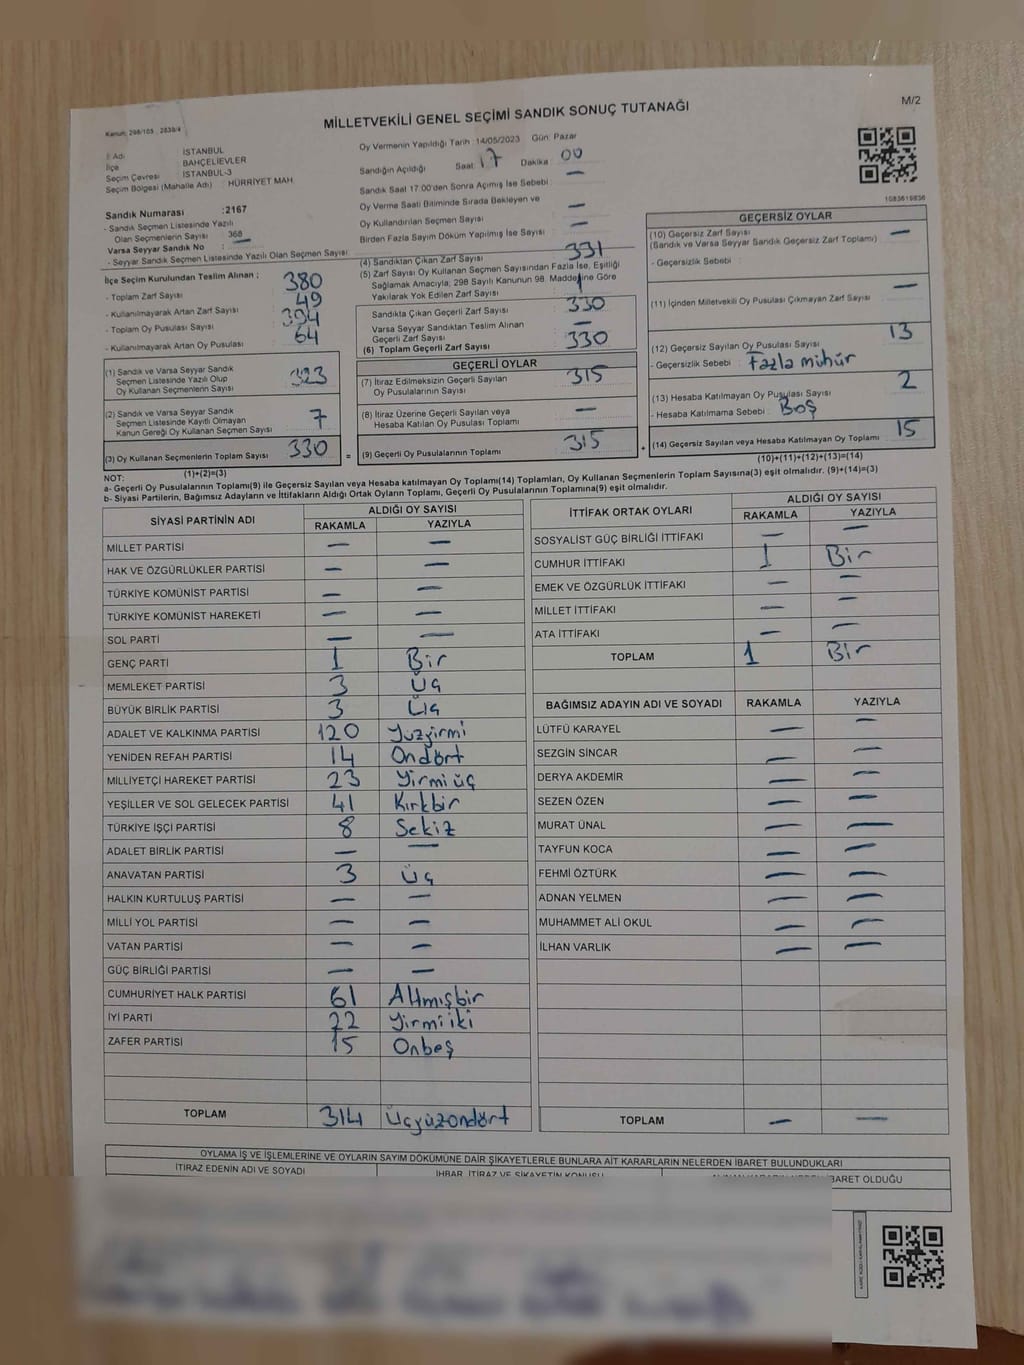 M/2
MİLLETVEKİLİ GENEL SEÇİMİ SANDIK SONUÇ TUTANAĞI
Kanun: 298/105 , 2839/4
İl Adı İSTANBUL
İlçe BAHÇELİEVLER
Seçim Çevresi İSTANBUL-3
Seçim Bölgesi (Mahalle Adı) : HÜRRİYET MAH.
Sandık Numarası :2167
- Sandık Seçmen Listesinde Yazılı
Olan Seçmenlerin Sayısı : 368
Varsa Seyyar Sandık No : —
- Seyyar Sandık Seçmen Listesinde Yazılı Olan Seçmen Sayısı:
Oy Vermenin Yapıldığı Tarih : 14/05/2023 Gün: Pazar
Sandığın Açıldığı Saat: 17 Dakika: 00
Sandık Saat 17:00'den Sonra Açılmış İse Sebebi : —
Oy Verme Saati Bitiminde Sırada Bekleyen ve
Oy Kullandırılan Seçmen Sayısı : —
Birden Fazla Sayım Döküm Yapılmış İse Sayısı : —
1083616836
İlçe Seçim Kurulundan Teslim Alınan ;
- Toplam Zarf Sayısı : 380
- Kullanılmayarak Artan Zarf Sayısı : 49
- Toplam Oy Pusulası Sayısı : 394
- Kullanılmayarak Artan Oy Pusulası : 64
(1) Sandık ve Varsa Seyyar Sandık
Seçmen Listesinde Yazılı Olup
Oy Kullanan Seçmenlerin Sayısı : 323
(2) Sandık ve Varsa Seyyar Sandık
Seçmen Listesinde Kayıtlı Olmayan
Kanun Gereği Oy Kullanan Seçmen Sayısı : 7
(3) Oy Kullanan Seçmenlerin Toplam Sayısı : 330
(1)+(2)=(3)
(4) Sandıktan Çıkan Zarf Sayısı : 331
(5) Zarf Sayısı Oy Kullanan Seçmen Sayısından Fazla İse, Eşitliği
Sağlamak Amacıyla, 298 Sayılı Kanunun 98. Maddesine Göre
Yakılarak Yok Edilen Zarf Sayısı : 1
Sandıkta Çıkan Geçerli Zarf Sayısı : 330
Varsa Seyyar Sandıktan Teslim Alınan
Geçerli Zarf Sayısı : —
(6) Toplam Geçerli Zarf Sayısı : 330
GEÇERLİ OYLAR
(7) İtiraz Edilmeksizin Geçerli Sayılan
Oy Pusulalarının Sayısı : 315
(8) İtiraz Üzerine Geçerli Sayılan veya
Hesaba Katılan Oy Pusulası Toplamı : —
(9) Geçerli Oy Pusulalarının Toplamı : 315
GEÇERSİZ OYLAR
(10) Geçersiz Zarf Sayısı : —
(Sandık ve Varsa Seyyar Sandık Geçersiz Zarf Toplamı)
- Geçersizlik Sebebi :
(11) İçinden Milletvekili Oy Pusulası Çıkmayan Zarf Sayısı : —
(12) Geçersiz Sayılan Oy Pusulası Sayısı : 13
- Geçersizlik Sebebi : Fazla mühür
(13) Hesaba Katılmayan Oy Pusulası Sayısı : 2
- Hesaba Katılmama Sebebi : Boş
(14) Geçersiz Sayılan veya Hesaba Katılmayan Oy Toplamı : 15
(10)+(11)+(12)+(13)=(14)
NOT:
a- Geçerli Oy Pusulalarının Toplamı(9) ile Geçersiz Sayılan veya Hesaba katılmayan Oy Toplamı(14) Toplamları, Oy Kullanan Seçmenlerin Toplam Sayısına(3) eşit olmalıdır. (9)+(14)=(3)
b- Siyasi Partilerin, Bağımsız Adayların ve İttifakların Aldığı Ortak Oyların Toplamı, Geçerli Oy Pusulalarının Toplamına(9) eşit olmalıdır.
SİYASİ PARTİNİN ADI ALDIĞI OY SAYISI
RAKAMLA YAZIYLA
MİLLET PARTİSİ — —
HAK VE ÖZGÜRLÜKLER PARTİSİ — —
TÜRKİYE KOMÜNİST PARTİSİ — —
TÜRKİYE KOMÜNİST HAREKETİ — —
SOL PARTİ — —
GENÇ PARTİ 1 Bir
MEMLEKET PARTİSİ 3 Üç
BÜYÜK BİRLİK PARTİSİ 3 Üç
ADALET VE KALKINMA PARTİSİ 120 Yüzyirmi
YENİDEN REFAH PARTİSİ 14 Ondört
MİLLİYETÇİ HAREKET PARTİSİ 23 Yirmi üç
YEŞİLLER VE SOL GELECEK PARTİSİ 41 Kırkbir
TÜRKİYE İŞÇİ PARTİSİ 8 Sekiz
ADALET BİRLİK PARTİSİ — —
ANAVATAN PARTİSİ 3 Üç
HALKIN KURTULUŞ PARTİSİ — —
MİLLİ YOL PARTİSİ — —
VATAN PARTİSİ — —
GÜÇ BİRLİĞİ PARTİSİ — —
CUMHURİYET HALK PARTİSİ 61 Altmışbir
İYİ PARTİ 22 Yirmi iki
ZAFER PARTİSİ 15 Onbeş
TOPLAM 314 Üçyüzondört
İTTİFAK ORTAK OYLARI ALDIĞI OY SAYISI
RAKAMLA YAZIYLA
SOSYALİST GÜÇ BİRLİĞİ İTTİFAKI — —
CUMHUR İTTİFAKI 1 Bir
EMEK VE ÖZGÜRLÜK İTTİFAKI — —
MİLLET İTTİFAKI — —
ATA İTTİFAKI — —
TOPLAM 1 Bir
BAĞIMSIZ ADAYIN ADI VE SOYADI RAKAMLA YAZIYLA
LÜTFÜ KARAYEL — —
SEZGİN SİNCAR — —
DERYA AKDEMİR — —
SEZEN ÖZEN — —
MURAT ÜNAL — —
TAYFUN KOCA — —
FEHMİ ÖZTÜRK — —
ADNAN YELMEN — —
MUHAMMET ALİ OKUL — —
İLHAN VARLIK — —
TOPLAM — —
OYLAMA İŞ VE İŞLEMLERİNE VE OYLARIN SAYIM DÖKÜMÜNE DAİR ŞİKAYETLERLE BUNLARA AİT KARARLARIN NELERDEN İBARET BULUNDUKLARI
İTİRAZ EDENİN ADI VE SOYADI İHBAR, İTİRAZ VE ŞİKAYETİN KONUSU İBARET OLDUĞU